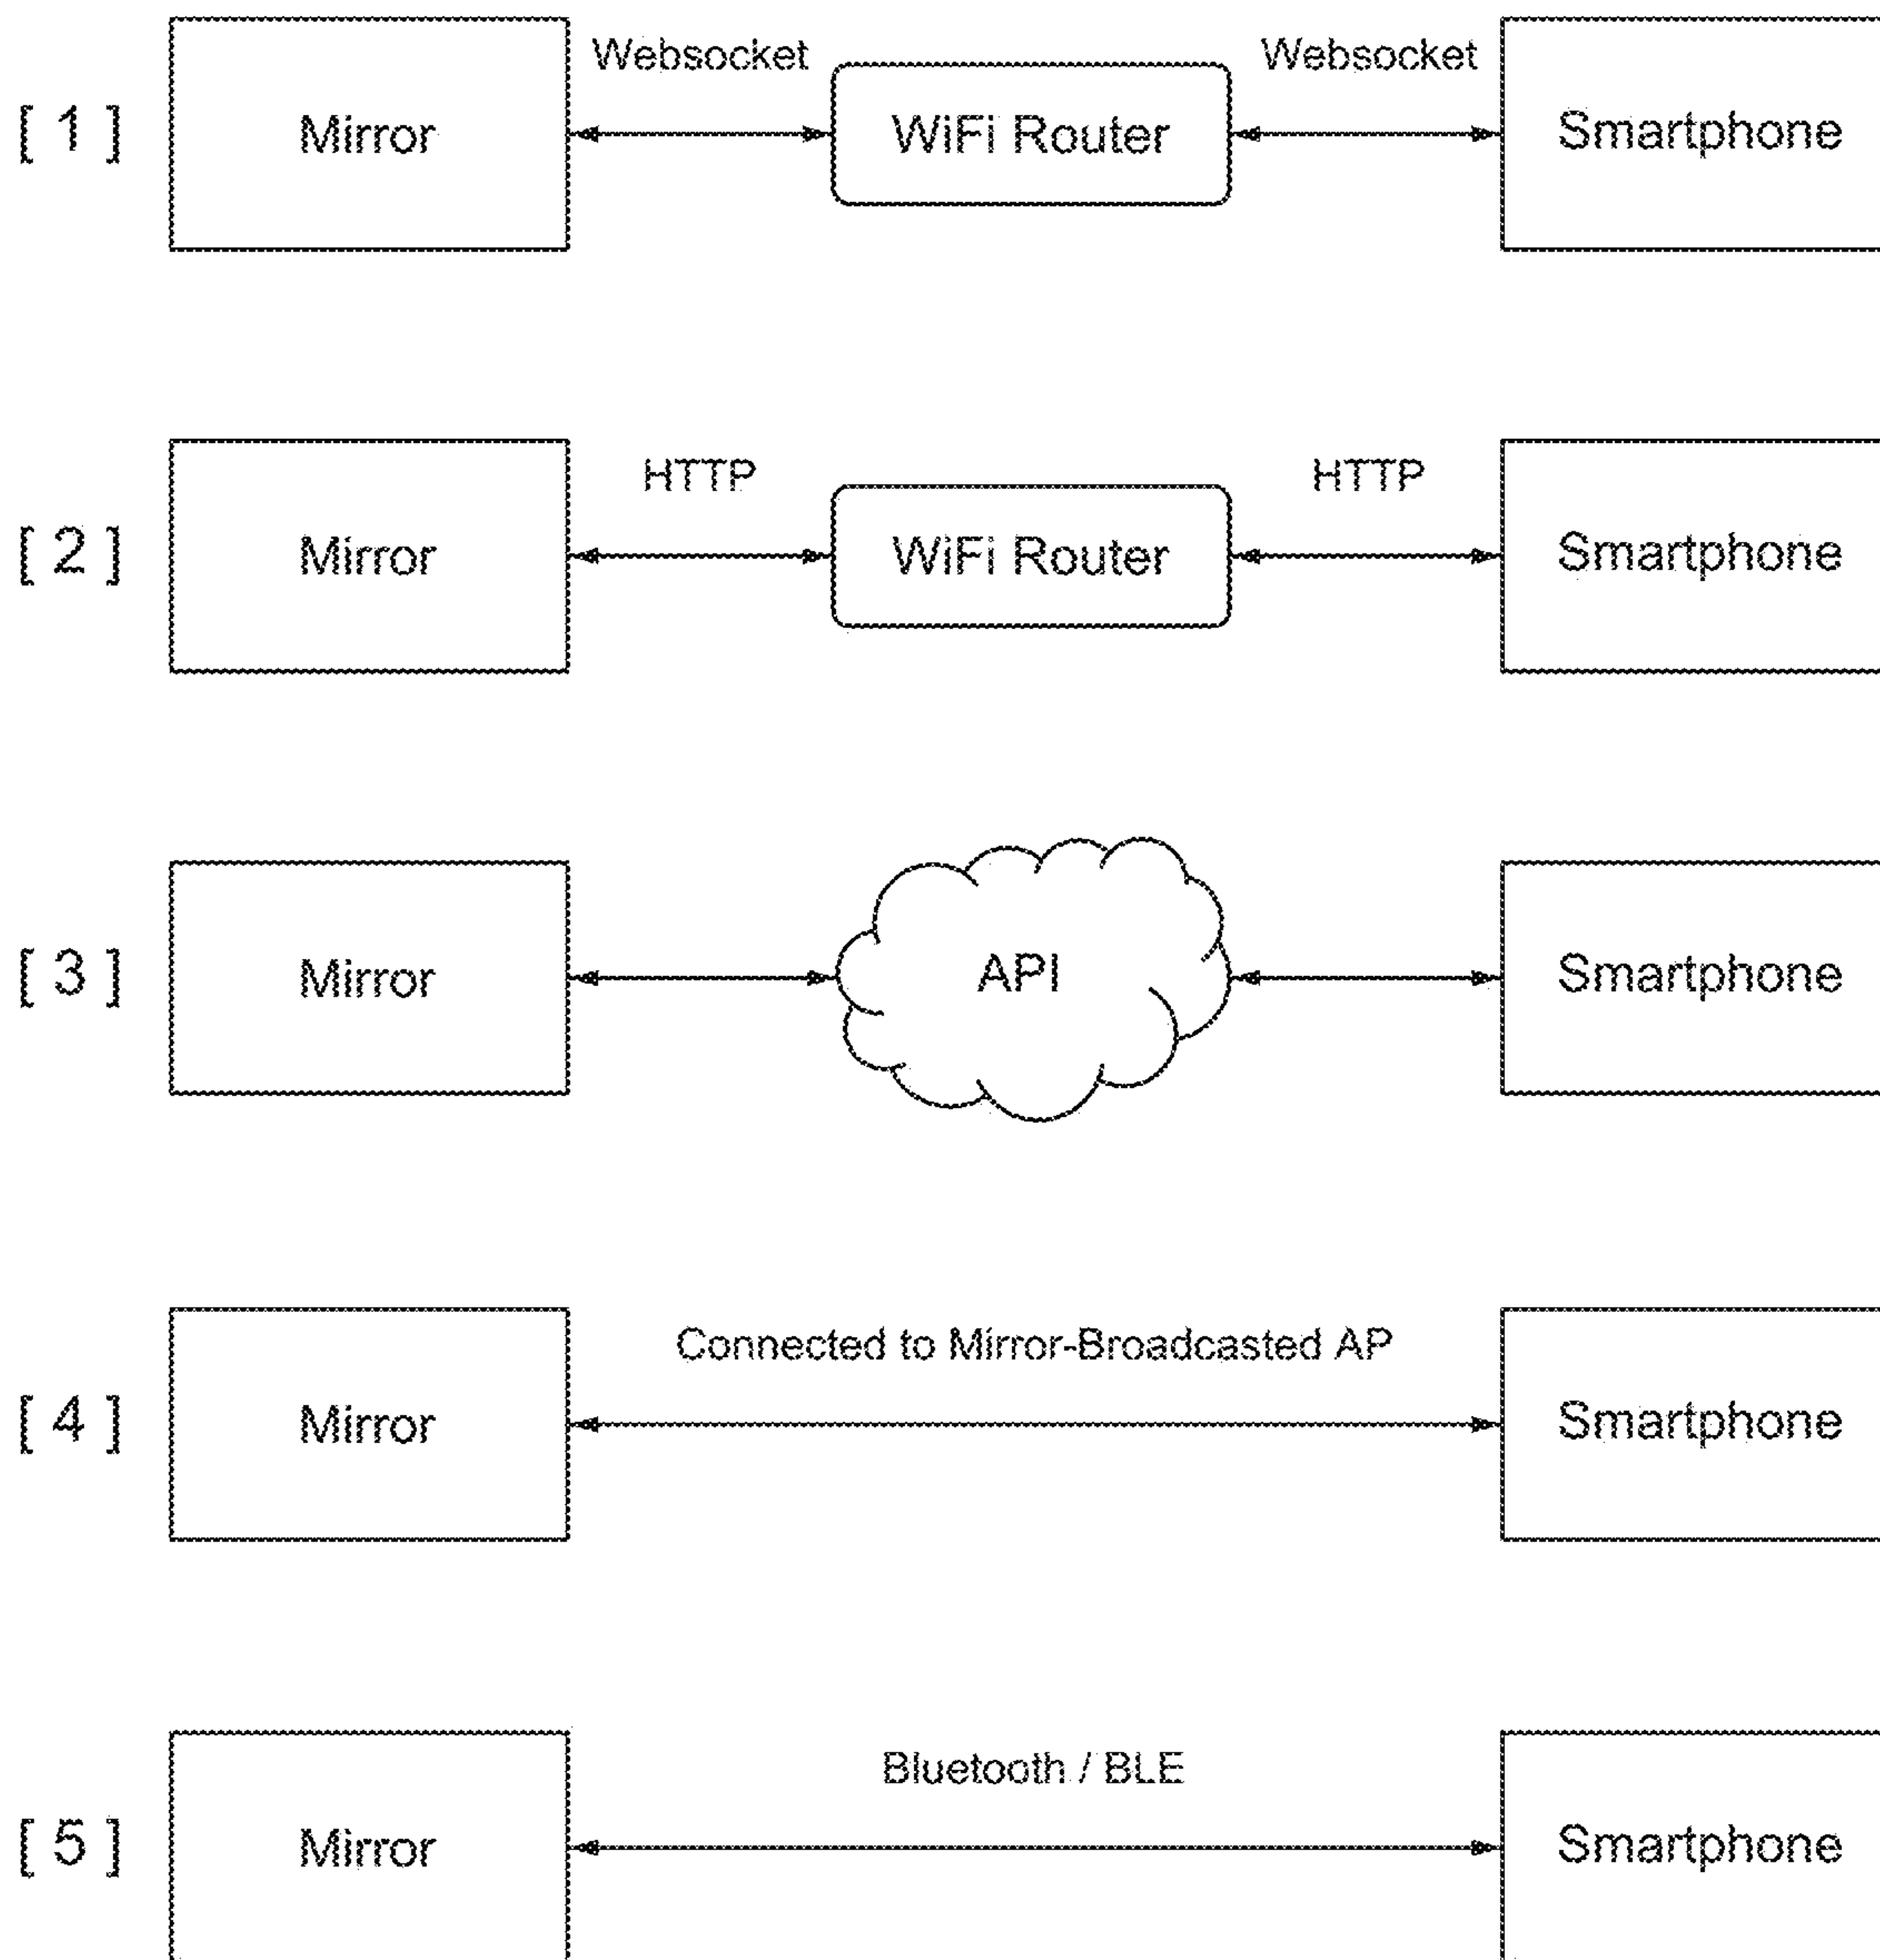 Websocket Websocket
[ 1 ] Mirror WiFi Router Smartphone
HTTP HTTP
[ 2 ] Mirror WiFi Router Smartphone
[ 3 ] Mirror API Smartphone
Connected to Mirror-Broadcasted AP
[ 4 ] Mirror Smartphone
Bluetooth / BLE
[ 5 ] Mirror Smartphone